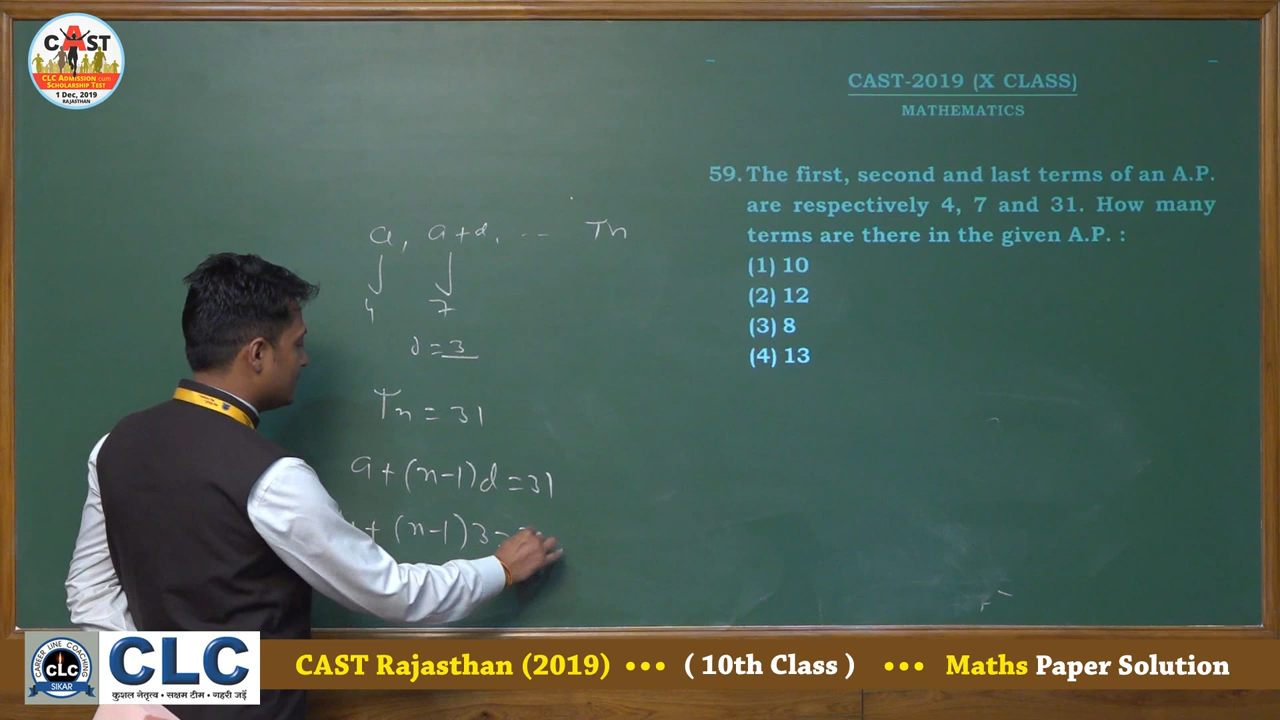 CAST
CLC ADMISSION cum
SCHOLARSHIP TEST
1 Dec, 2019
RAJASTHAN
CAST-2019 (X CLASS)
MATHEMATICS
59. The first, second and last terms of an A.P.
are respectively 4, 7 and 31. How many
terms are there in the given A.P. :
(1) 10
(2) 12
(3) 8
(4) 13
a, a+d, --- Tn
4 7
d = 3
Tn = 31
a+(n-1)d = 31
+(n-1)3 =
CAREER LINE COACHING
CLC
SIKAR
CLC
कुशल नेतृत्व • सक्षम टीम • गहरी जड़ें
CAST Rajasthan (2019) ••• ( 10th Class ) ••• Maths Paper Solution